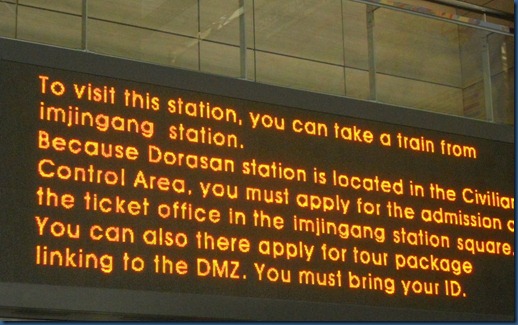 To visit this station, you can take a train from
imjingang station.
Because Dorasan station is located in the Civilian
Control Area, you must apply for the admission a
the ticket office in the imjingang station square.
You can also there apply for tour package
linking to the DMZ. You must bring your ID.